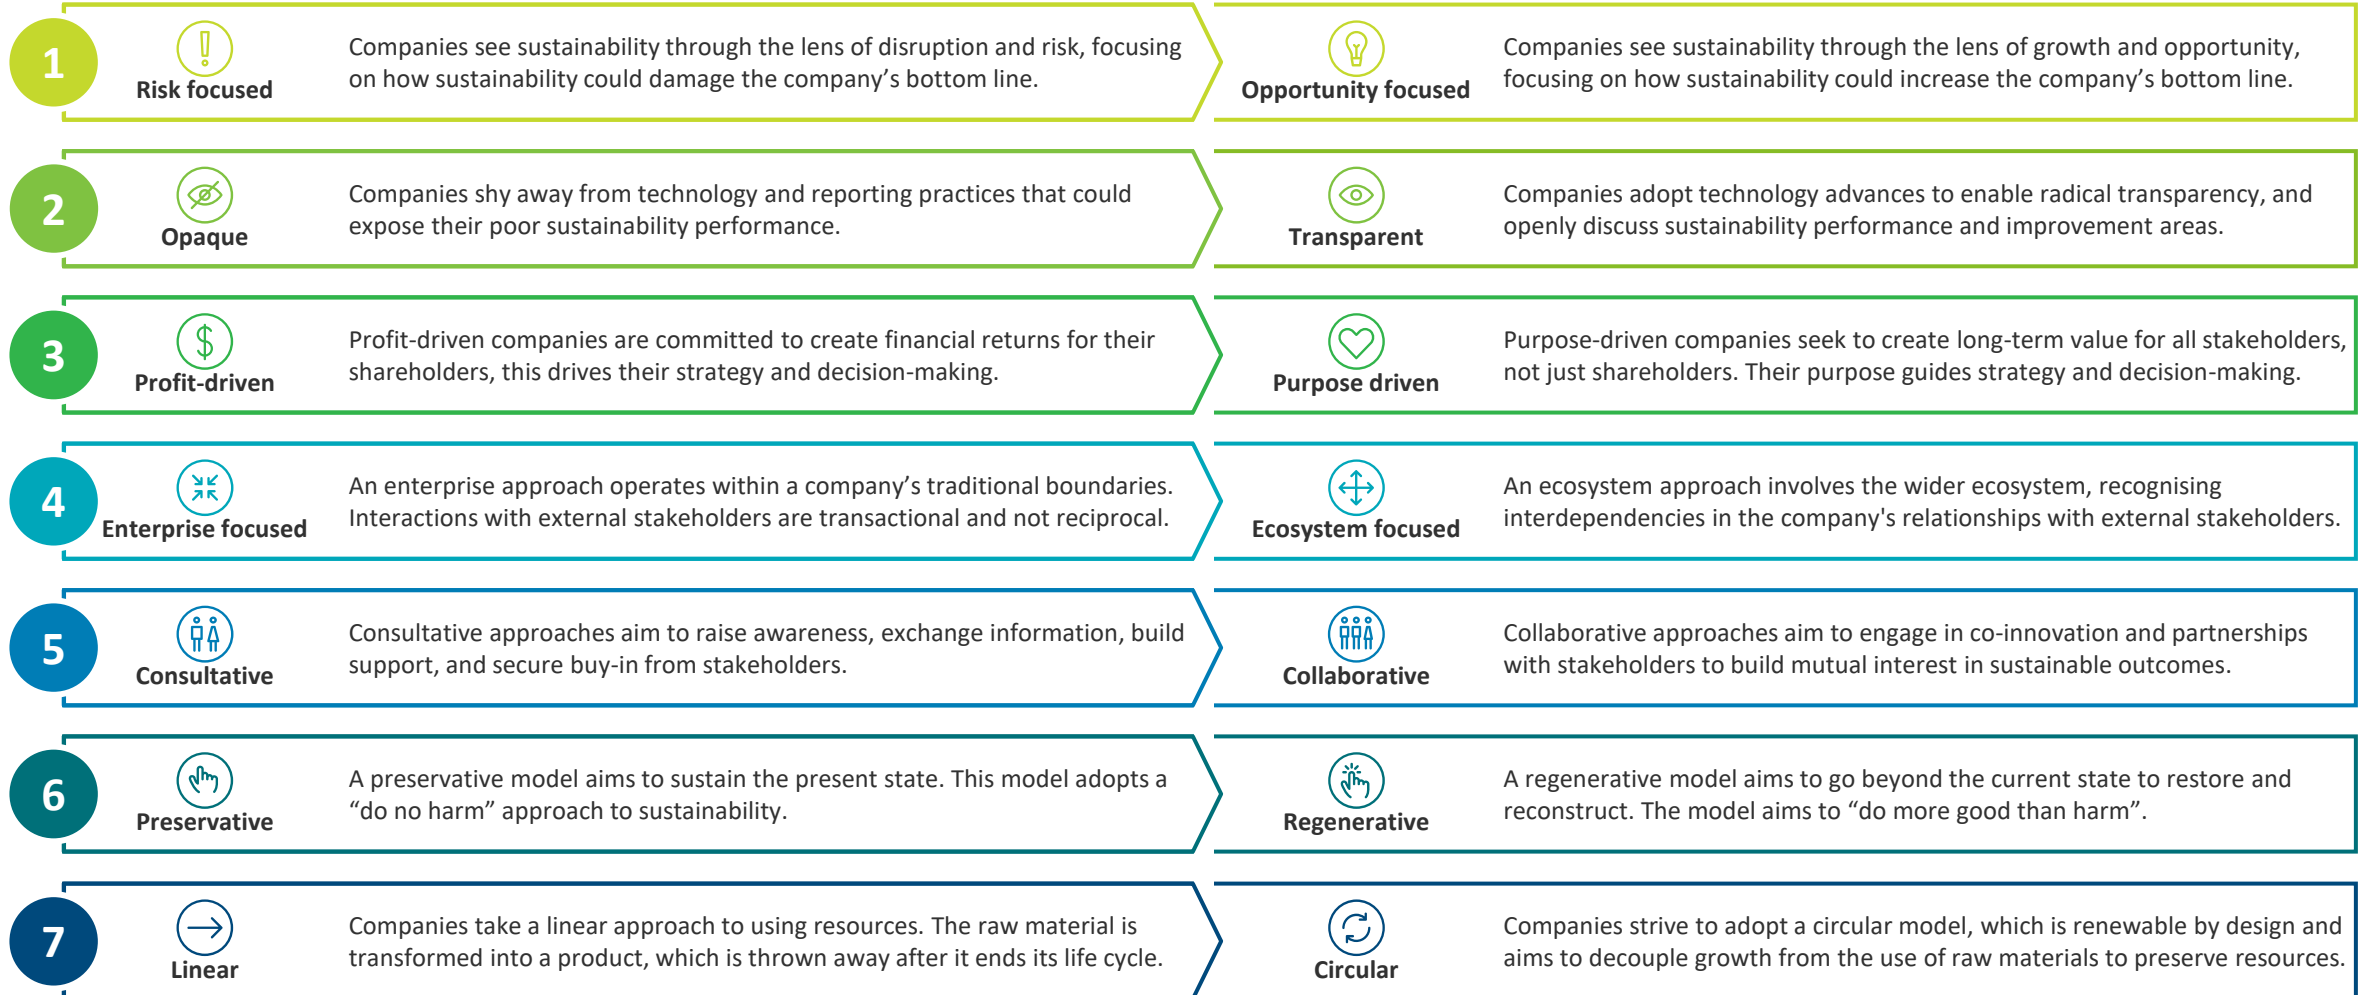 1
Risk focused
Companies see sustainability through the lens of disruption and risk, focusing
on how sustainability could damage the company’s bottom line.
Opportunity focused
Companies see sustainability through the lens of growth and opportunity,
focusing on how sustainability could increase the company’s bottom line.
2
Opaque
Companies shy away from technology and reporting practices that could
expose their poor sustainability performance.
Transparent
Companies adopt technology advances to enable radical transparency, and
openly discuss sustainability performance and improvement areas.
3
Profit-driven
Profit-driven companies are committed to create financial returns for their
shareholders, this drives their strategy and decision-making.
Purpose driven
Purpose-driven companies seek to create long-term value for all stakeholders,
not just shareholders. Their purpose guides strategy and decision-making.
4
Enterprise focused
An enterprise approach operates within a company’s traditional boundaries.
Interactions with external stakeholders are transactional and not reciprocal.
Ecosystem focused
An ecosystem approach involves the wider ecosystem, recognising
interdependencies in the company's relationships with external stakeholders.
5
Consultative
Consultative approaches aim to raise awareness, exchange information, build
support, and secure buy-in from stakeholders.
Collaborative
Collaborative approaches aim to engage in co-innovation and partnerships
with stakeholders to build mutual interest in sustainable outcomes.
6
Preservative
A preservative model aims to sustain the present state. This model adopts a
“do no harm” approach to sustainability.
Regenerative
A regenerative model aims to go beyond the current state to restore and
reconstruct. The model aims to “do more good than harm”.
7
Linear
Companies take a linear approach to using resources. The raw material is
transformed into a product, which is thrown away after it ends its life cycle.
Circular
Companies strive to adopt a circular model, which is renewable by design and
aims to decouple growth from the use of raw materials to preserve resources.